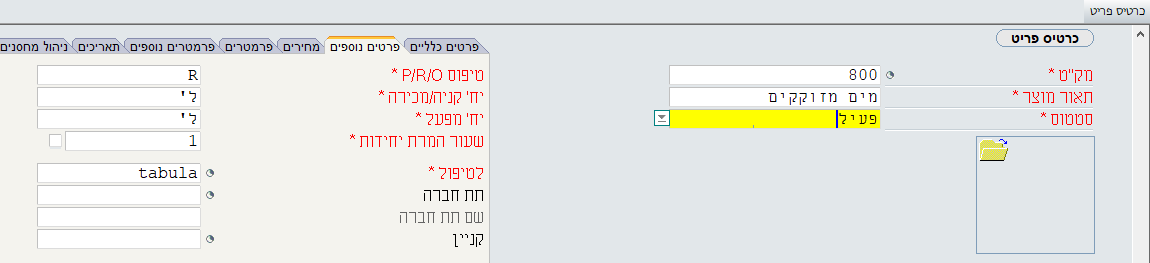 כרטיס פריט
כרטיס פריט
מק"ט * 800
תאור מוצר * מים מזוקקים
סטטוס * פעיל
פרטים כלליים פרטים נוספים מחירים פרמטרים פרמטרים נוספים תאריכים ניהול מחסנים
טיפוס P/R/O * R
יח' קניה/מכירה * ל'
יח' מפעל * ל'
שעור המרת יחידות * 1
לטיפול * tabula
תת חברה
שם תת חברה
קניין